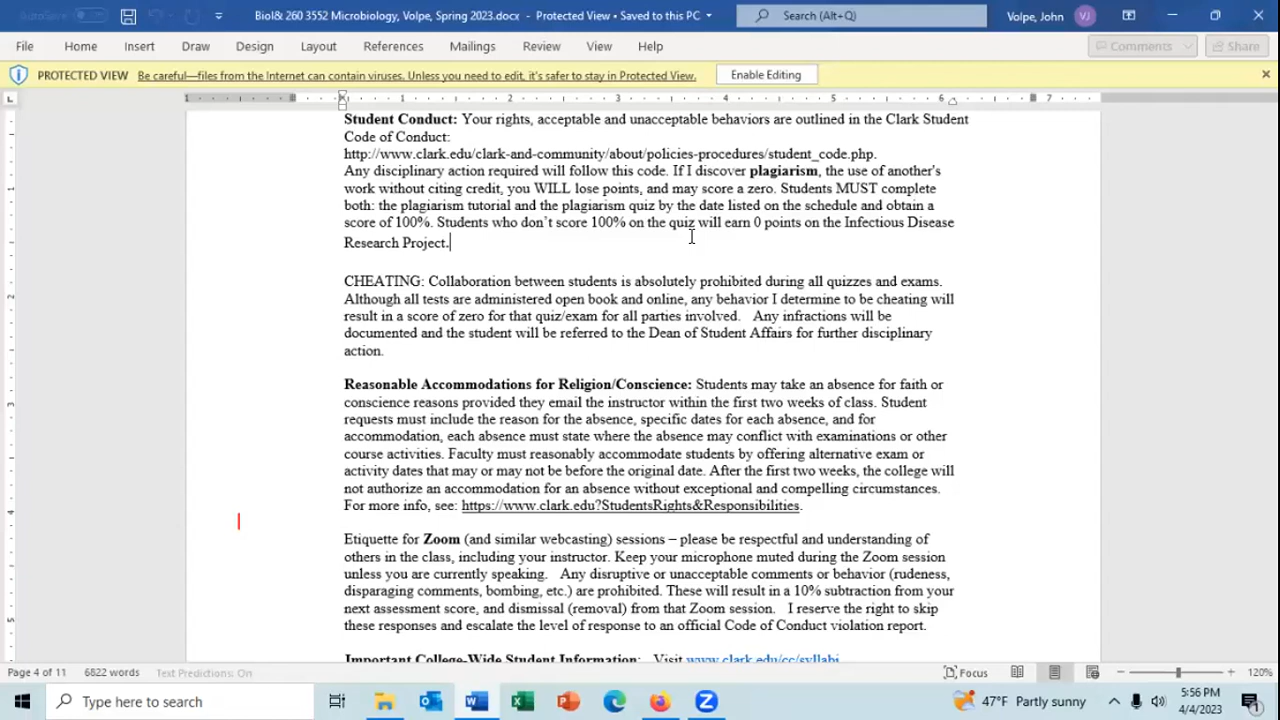 AutoSave
Biol& 260 3552 Microbiology, Volpe, Spring 2023.docx - Protected View • Saved to this PC
Search (Alt+Q)
Volpe, John
VJ
File Home Insert Draw Design Layout References Mailings Review View Help
Comments
Share
PROTECTED VIEW Be careful—files from the Internet can contain viruses. Unless you need to edit, it's safer to stay in Protected View.
Enable Editing
1 1 2 3 4 5 6 7
Student Conduct: Your rights, acceptable and unacceptable behaviors are outlined in the Clark Student
Code of Conduct:
http://www.clark.edu/clark-and-community/about/policies-procedures/student_code.php.
Any disciplinary action required will follow this code. If I discover plagiarism, the use of another's
work without citing credit, you WILL lose points, and may score a zero. Students MUST complete
both: the plagiarism tutorial and the plagiarism quiz by the date listed on the schedule and obtain a
score of 100%. Students who don't score 100% on the quiz will earn 0 points on the Infectious Disease
Research Project.
CHEATING: Collaboration between students is absolutely prohibited during all quizzes and exams.
Although all tests are administered open book and online, any behavior I determine to be cheating will
result in a score of zero for that quiz/exam for all parties involved. Any infractions will be
documented and the student will be referred to the Dean of Student Affairs for further disciplinary
action.
Reasonable Accommodations for Religion/Conscience: Students may take an absence for faith or
conscience reasons provided they email the instructor within the first two weeks of class. Student
requests must include the reason for the absence, specific dates for each absence, and for
accommodation, each absence must state where the absence may conflict with examinations or other
course activities. Faculty must reasonably accommodate students by offering alternative exam or
activity dates that may or may not be before the original date. After the first two weeks, the college will
not authorize an accommodation for an absence without exceptional and compelling circumstances.
For more info, see: https://www.clark.edu?StudentsRights&Responsibilities.
Etiquette for Zoom (and similar webcasting) sessions – please be respectful and understanding of
others in the class, including your instructor. Keep your microphone muted during the Zoom session
unless you are currently speaking. Any disruptive or unacceptable comments or behavior (rudeness,
disparaging comments, bombing, etc.) are prohibited. These will result in a 10% subtraction from your
next assessment score, and dismissal (removal) from that Zoom session. I reserve the right to skip
these responses and escalate the level of response to an official Code of Conduct violation report.
Important College-Wide Student Information: Visit www.clark.edu/cc/syllabi
1
2
3
4
5
Page 4 of 11 6822 words Text Predictions: On
Focus
120%
Type here to search
47°F Partly sunny
5:56 PM
4/4/2023
1